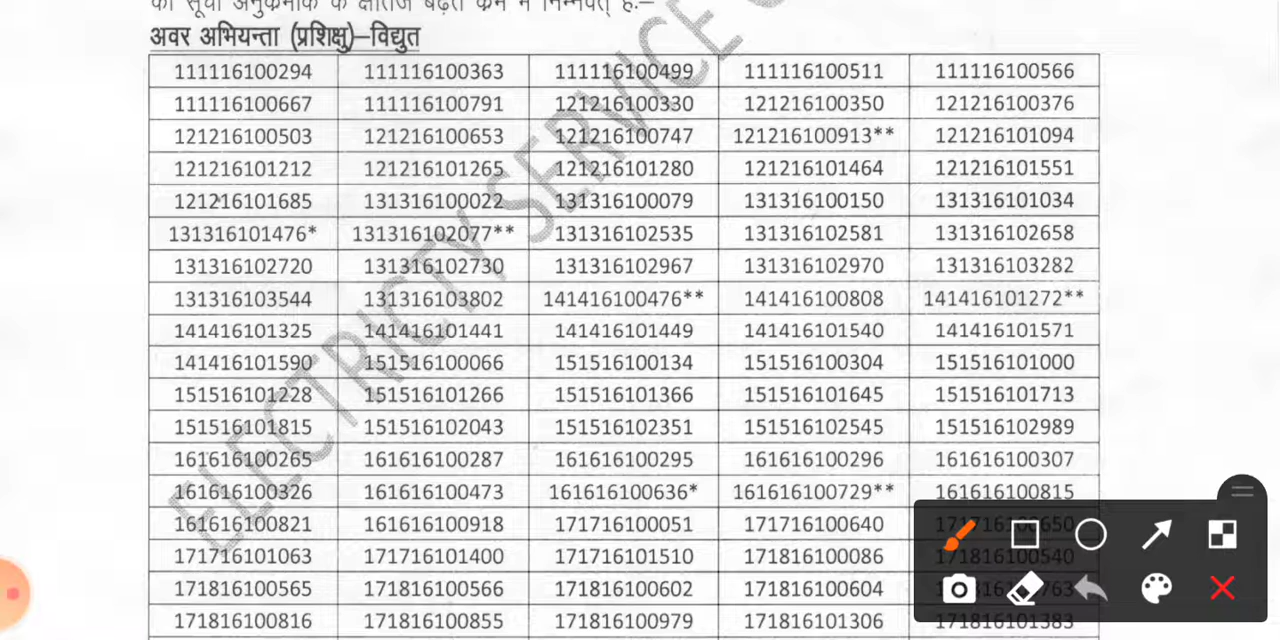 की सूची अनुक्रमांक के क्षैतिज बढ़ते क्रम में निम्नवत् है:–
अवर अभियन्ता (प्रशिक्षु)–विद्युत
111116100294 111116100363 111116100499 111116100511 111116100566
111116100667 111116100791 121216100330 121216100350 121216100376
121216100503 121216100653 121216100747 121216100913** 121216101094
121216101212 121216101265 121216101280 121216101464 121216101551
121216101685 131316100022 131316100079 131316100150 131316101034
131316101476* 131316102077** 131316102535 131316102581 131316102658
131316102720 131316102730 131316102967 131316102970 131316103282
131316103544 131316103802 141416100476** 141416100808 141416101272**
141416101325 141416101441 141416101449 141416101540 141416101571
141416101590 151516100066 151516100134 151516100304 151516101000
151516101228 151516101266 151516101366 151516101645 151516101713
151516101815 151516102043 151516102351 151516102545 151516102989
161616100265 161616100287 161616100295 161616100296 161616100307
161616100326 161616100473 161616100636* 161616100729** 161616100815
161616100821 161616100918 171716100051 171716100640 171716100650
171716101063 171716101400 171716101510 171816100086 171816100540
171816100565 171816100566 171816100602 171816100604
171816100816 171816100855 171816100979 171816101306 171816101383
ELECTRICTY SERVICE